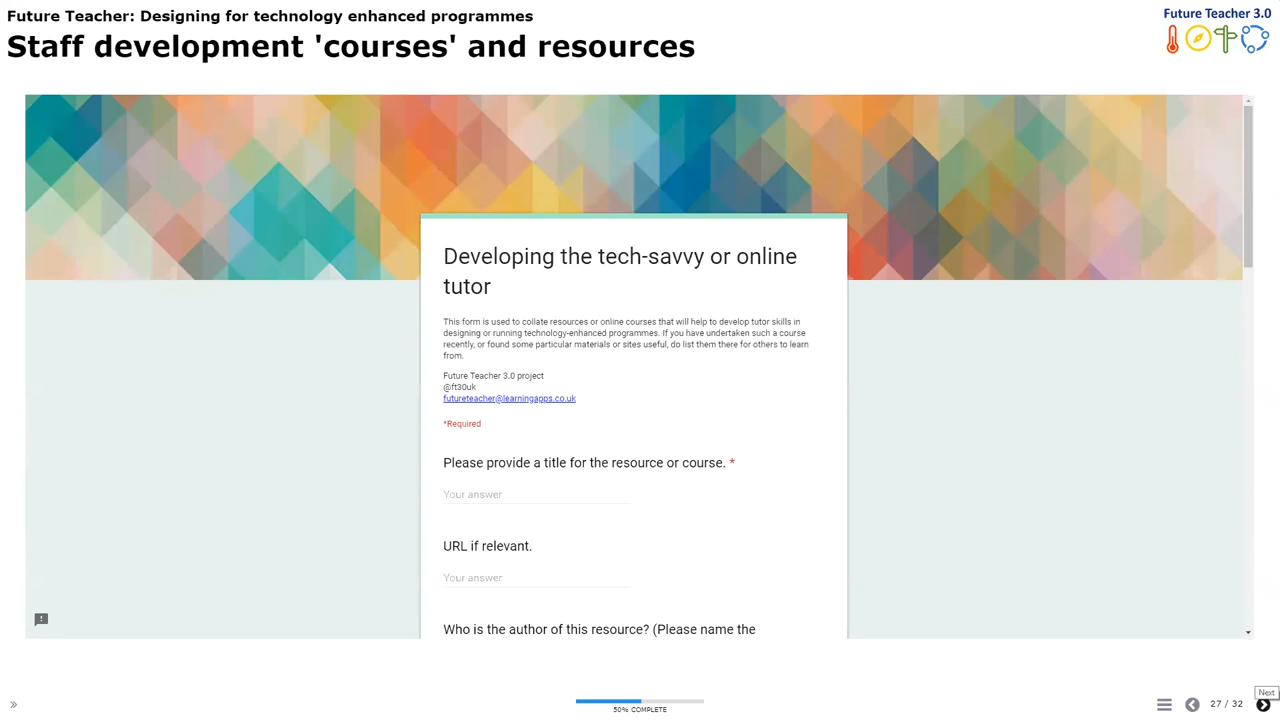 Future Teacher: Designing for technology enhanced programmes
Future Teacher 3.0
Staff development 'courses' and resources
Developing the tech-savvy or online
tutor
This form is used to collate resources or online courses that will help to develop tutor skills in
designing or running technology-enhanced programmes. If you have undertaken such a course
recently, or found some particular materials or sites useful, do list them there for others to learn
from.
Future Teacher 3.0 project
@ft30uk
futureteacher@learningapps.co.uk
*Required
Please provide a title for the resource or course. *
Your answer
URL if relevant.
Your answer
Who is the author of this resource? (Please name the
Next
27 / 32
50% COMPLETE